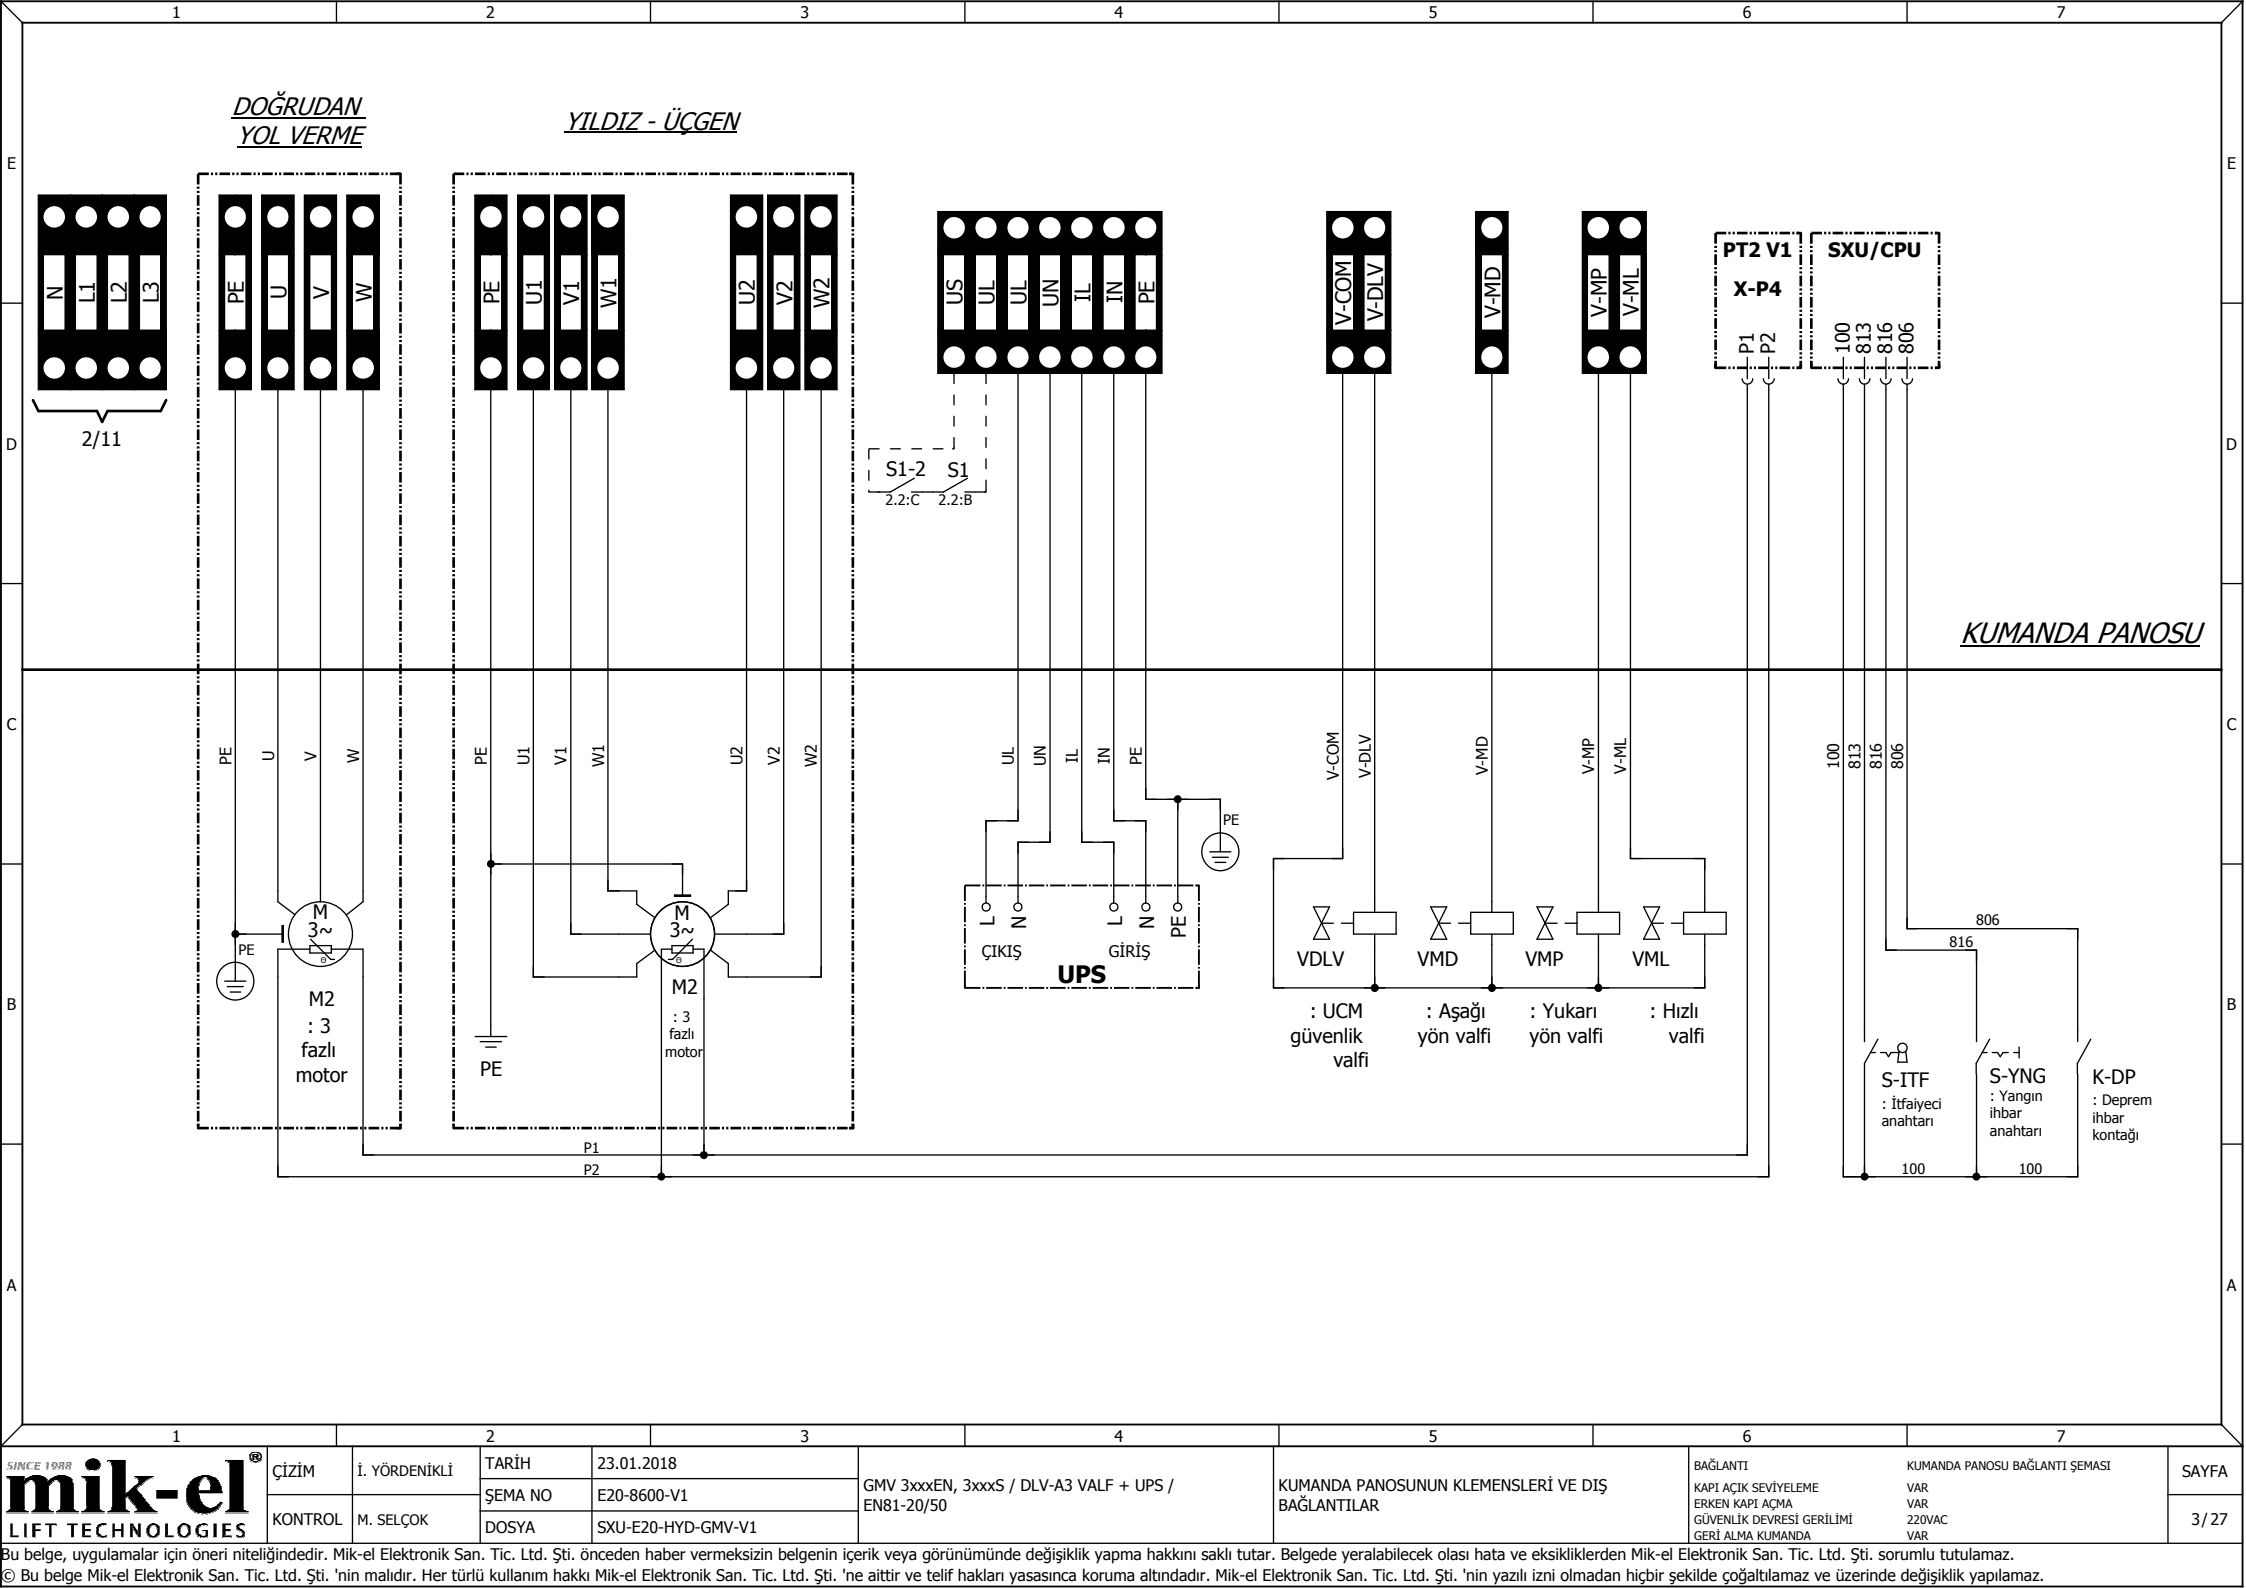 1 2 3 4 5 6 7
DOĞRUDAN
YOL VERME
YILDIZ - ÜÇGEN
E
E
N L1 L2 L3
PE U V W
PE U1 V1 W1
U2 V2 W2
US UL UL UN IL IN PE
V-COM V-DLV
V-MD
V-MP V-ML
PT2 V1
X-P4
P1 P2
SXU/CPU
100 813 816 806
2/11
D
D
S1-2 S1
2.2:C 2.2:B
KUMANDA PANOSU
C
C
PE U V W
PE U1 V1 W1
U2 V2 W2
UL UN IL IN PE
V-COM V-DLV
V-MD
V-MP V-ML
100 813 816 806
PE
M
3~
θ
PE
M2
: 3
fazlı
motor
M
3~
θ
M2
: 3
fazlı
motor
PE
L N L N PE
ÇIKIŞ GİRİŞ
UPS
VDLV
: UCM
güvenlik
valfi
VMD
: Aşağı
yön valfi
VMP
: Yukarı
yön valfi
VML
: Hızlı
valfi
806
816
B
B
S-ITF
: İtfaiyeci
anahtarı
S-YNG
: Yangın
ihbar
anahtarı
K-DP
: Deprem
ihbar
kontağı
P1
P2
100 100
A
A
1 2 3 4 5 6 7
SINCE 1988
mik-el®
LIFT TECHNOLOGIES
ÇİZİM İ. YÖRDENİKLİ
KONTROL M. SELÇOK
TARİH 23.01.2018
ŞEMA NO E20-8600-V1
DOSYA SXU-E20-HYD-GMV-V1
GMV 3xxxEN, 3xxxS / DLV-A3 VALF + UPS /
EN81-20/50
KUMANDA PANOSUNUN KLEMENSLERİ VE DIŞ
BAĞLANTILAR
BAĞLANTI KUMANDA PANOSU BAĞLANTI ŞEMASI
KAPI AÇIK SEVİYELEME VAR
ERKEN KAPI AÇMA VAR
GÜVENLİK DEVRESİ GERİLİMİ 220VAC
GERİ ALMA KUMANDA VAR
SAYFA
3/27
Bu belge, uygulamalar için öneri niteliğindedir. Mik-el Elektronik San. Tic. Ltd. Şti. önceden haber vermeksizin belgenin içerik veya görünümünde değişiklik yapma hakkını saklı tutar. Belgede yeralabilecek olası hata ve eksikliklerden Mik-el Elektronik San. Tic. Ltd. Şti. sorumlu tutulamaz.
© Bu belge Mik-el Elektronik San. Tic. Ltd. Şti. 'nin malıdır. Her türlü kullanım hakkı Mik-el Elektronik San. Tic. Ltd. Şti. 'ne aittir ve telif hakları yasasınca koruma altındadır. Mik-el Elektronik San. Tic. Ltd. Şti. 'nin yazılı izni olmadan hiçbir şekilde çoğaltılamaz ve üzerinde değişiklik yapılamaz.